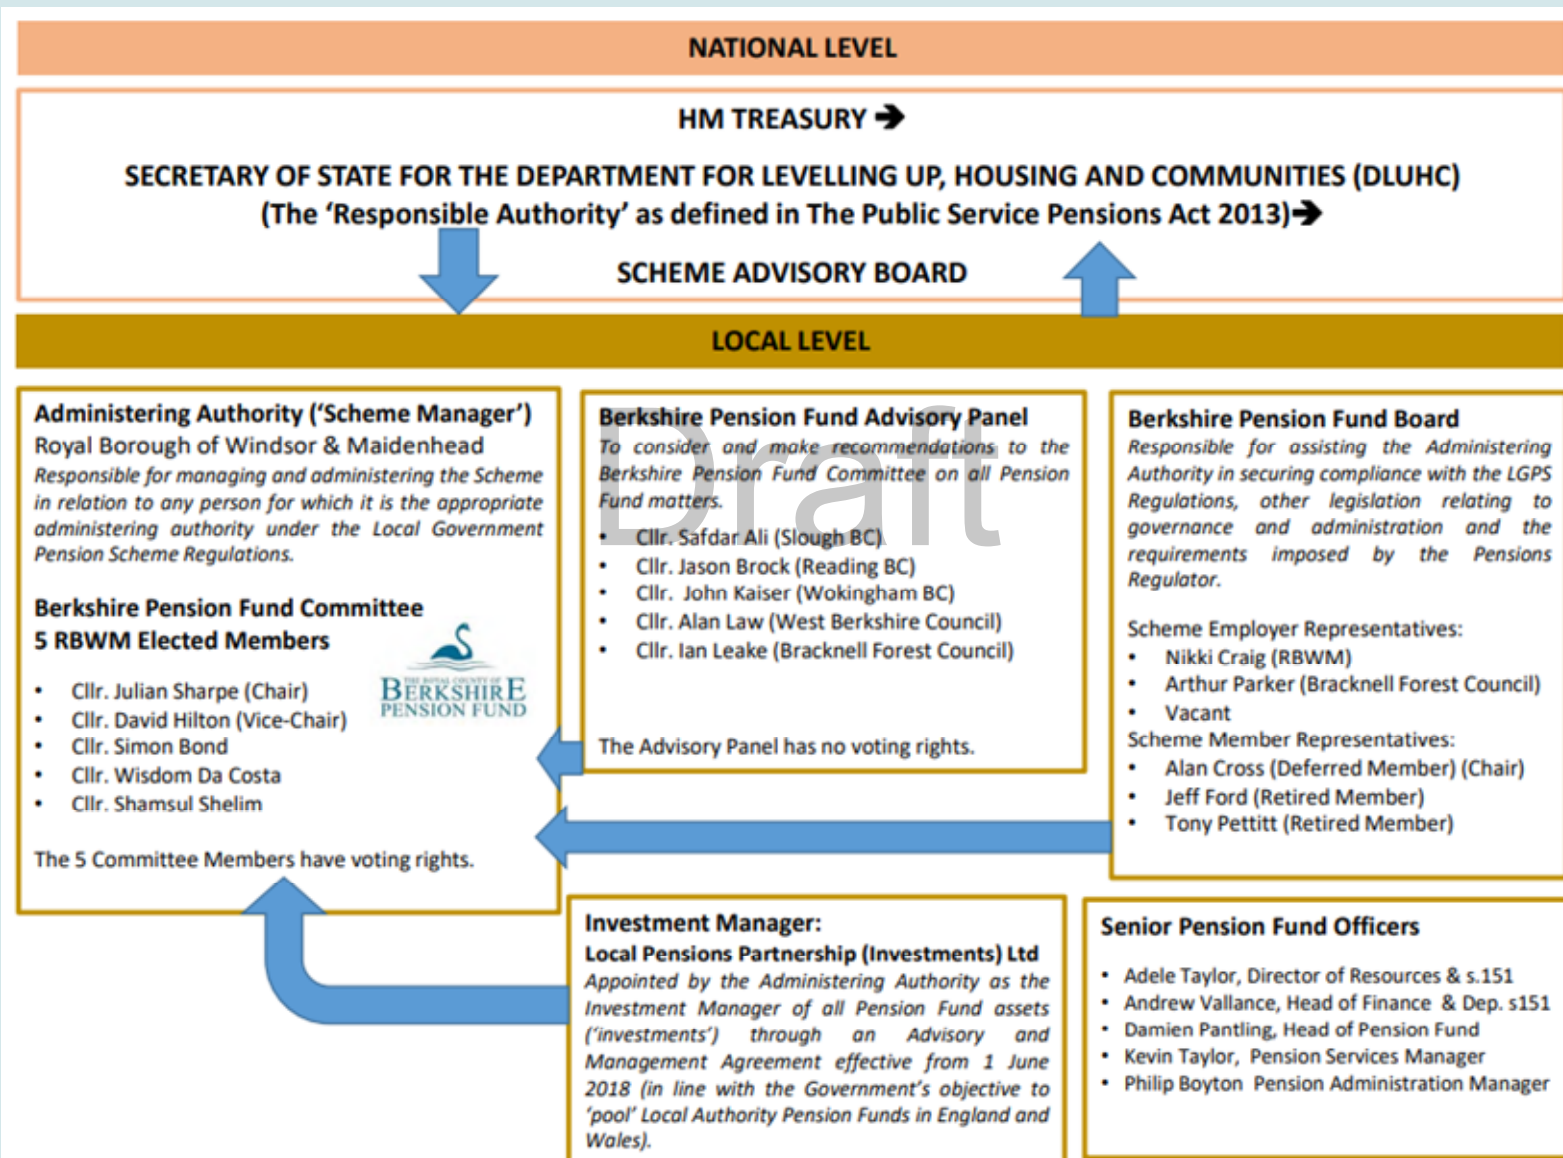 NATIONAL LEVEL
HM TREASURY ➔
SECRETARY OF STATE FOR THE DEPARTMENT FOR LEVELLING UP, HOUSING AND COMMUNITIES (DLUHC)
(The ‘Responsible Authority’ as defined in The Public Service Pensions Act 2013)➔
SCHEME ADVISORY BOARD
LOCAL LEVEL
Administering Authority (‘Scheme Manager’)
Royal Borough of Windsor & Maidenhead
Responsible for managing and administering the Scheme
in relation to any person for which it is the appropriate
administering authority under the Local Government
Pension Scheme Regulations.
Berkshire Pension Fund Committee
5 RBWM Elected Members
• Cllr. Julian Sharpe (Chair)
• Cllr. David Hilton (Vice-Chair)
• Cllr. Simon Bond
• Cllr. Wisdom Da Costa
• Cllr. Shamsul Shelim
THE ROYAL COUNTY OF
BERKSHIRE
PENSION FUND
The 5 Committee Members have voting rights.
Berkshire Pension Fund Advisory Panel
To consider and make recommendations to the
Berkshire Pension Fund Committee on all Pension
Fund matters.
• Cllr. Safdar Ali (Slough BC)
• Cllr. Jason Brock (Reading BC)
• Cllr. John Kaiser (Wokingham BC)
• Cllr. Alan Law (West Berkshire Council)
• Cllr. Ian Leake (Bracknell Forest Council)
The Advisory Panel has no voting rights.
Draft
Berkshire Pension Fund Board
Responsible for assisting the Administering
Authority in securing compliance with the LGPS
Regulations, other legislation relating to
governance and administration and the
requirements imposed by the Pensions
Regulator.
Scheme Employer Representatives:
• Nikki Craig (RBWM)
• Arthur Parker (Bracknell Forest Council)
• Vacant
Scheme Member Representatives:
• Alan Cross (Deferred Member) (Chair)
• Jeff Ford (Retired Member)
• Tony Pettitt (Retired Member)
Investment Manager:
Local Pensions Partnership (Investments) Ltd
Appointed by the Administering Authority as the
Investment Manager of all Pension Fund assets
(‘investments’) through an Advisory and
Management Agreement effective from 1 June
2018 (in line with the Government’s objective to
‘pool’ Local Authority Pension Funds in England and
Wales).
Senior Pension Fund Officers
• Adele Taylor, Director of Resources & s.151
• Andrew Vallance, Head of Finance & Dep. s151
• Damien Pantling, Head of Pension Fund
• Kevin Taylor, Pension Services Manager
• Philip Boyton Pension Administration Manager